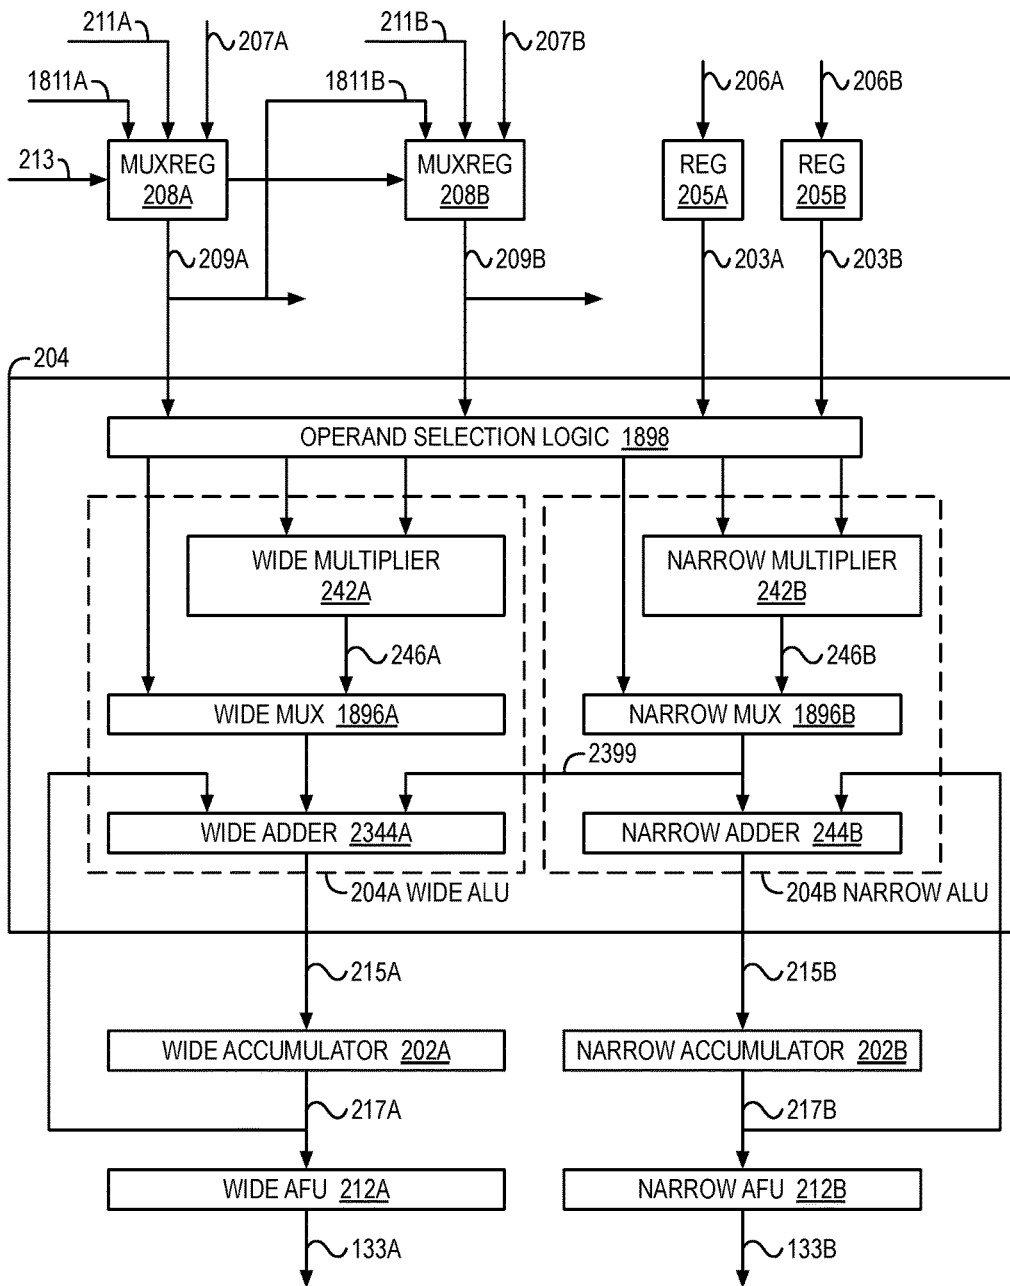 211A
207A
211B
207B
1811A
1811B
206A
206B
213
MUXREG
208A
MUXREG
208B
REG
205A
REG
205B
209A
209B
203A
203B
204
OPERAND SELECTION LOGIC 1898
WIDE MULTIPLIER
242A
NARROW MULTIPLIER
242B
246A
246B
WIDE MUX 1896A
NARROW MUX 1896B
2399
WIDE ADDER 2344A
NARROW ADDER 244B
204A WIDE ALU
204B NARROW ALU
215A
215B
WIDE ACCUMULATOR 202A
NARROW ACCUMULATOR 202B
217A
217B
WIDE AFU 212A
NARROW AFU 212B
133A
133B